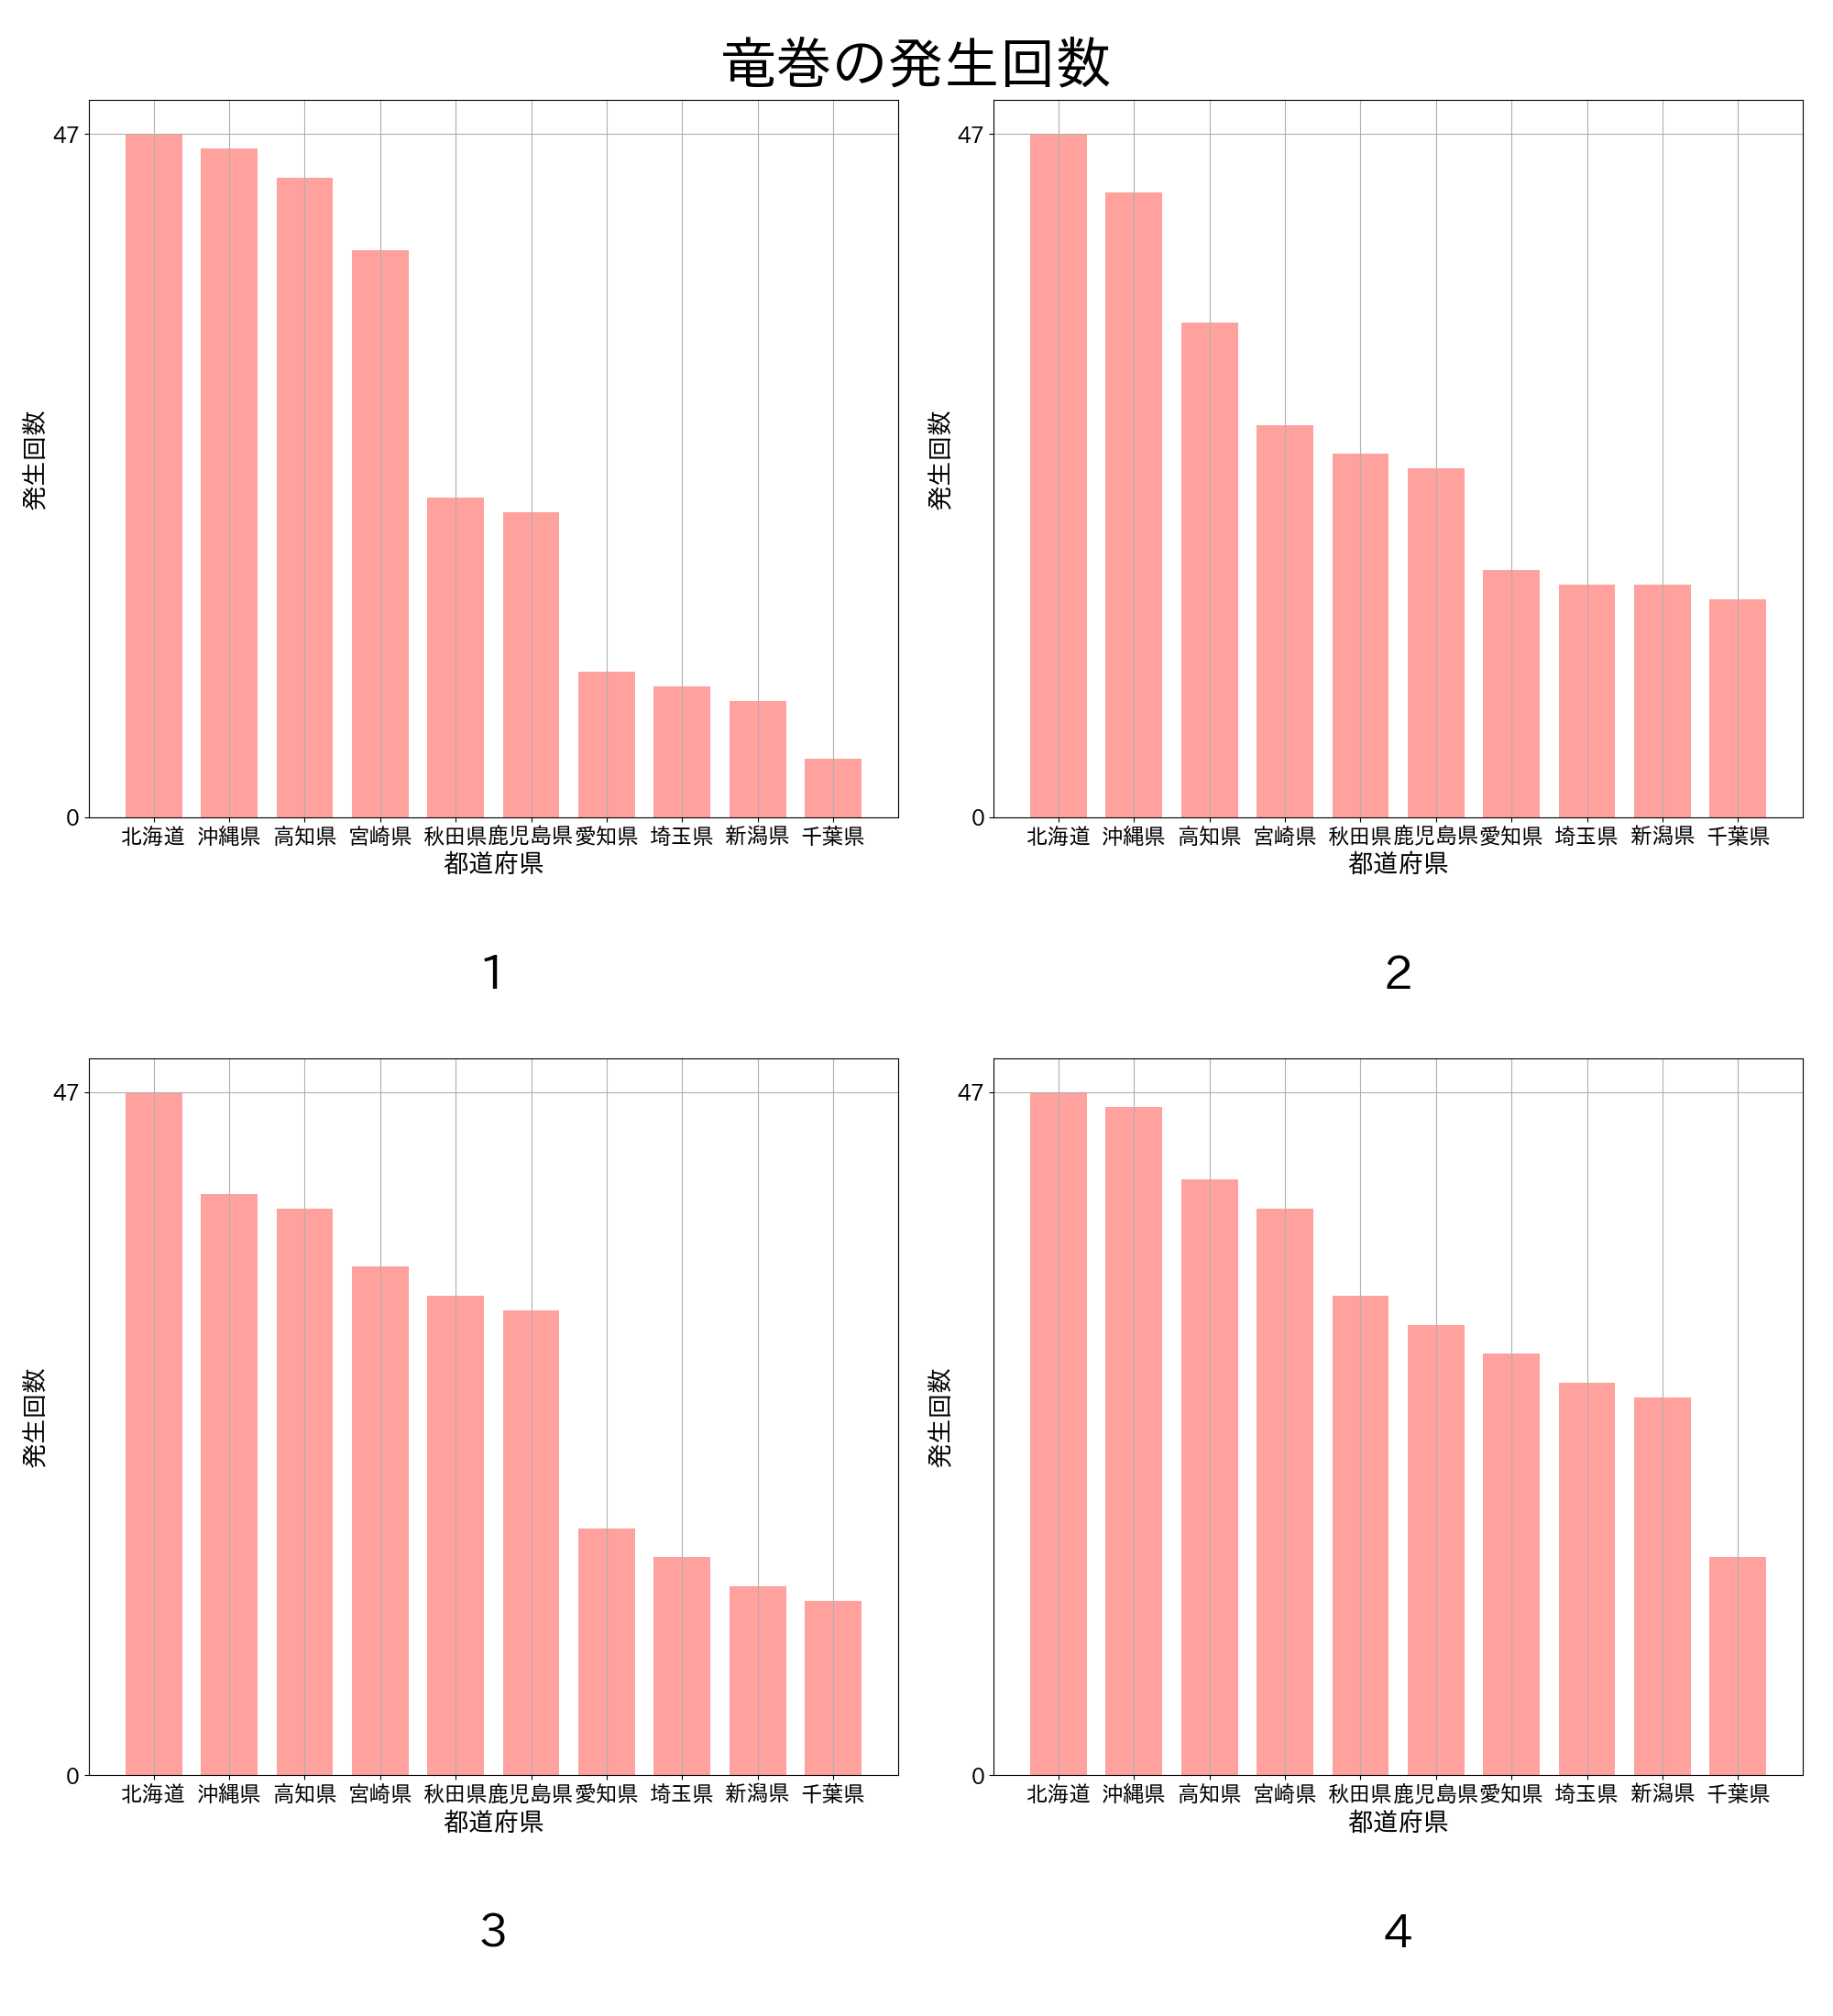 竜巻の発生回数
47
0
発生回数
北海道 沖縄県 高知県 宮崎県 秋田県 鹿児島県 愛知県 埼玉県 新潟県 千葉県
都道府県
1
47
0
発生回数
北海道 沖縄県 高知県 宮崎県 秋田県 鹿児島県 愛知県 埼玉県 新潟県 千葉県
都道府県
2
47
0
発生回数
北海道 沖縄県 高知県 宮崎県 秋田県 鹿児島県 愛知県 埼玉県 新潟県 千葉県
都道府県
3
47
0
発生回数
北海道 沖縄県 高知県 宮崎県 秋田県 鹿児島県 愛知県 埼玉県 新潟県 千葉県
都道府県
4